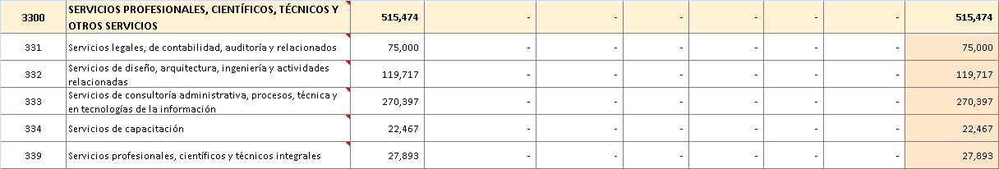 3300 SERVICIOS PROFESIONALES, CIENTÍFICOS, TÉCNICOS Y
OTROS SERVICIOS 515,474 - - - - - - 515,474
331 Servicios legales, de contabilidad, auditoría y relacionados 75,000 - - - - - - 75,000
332 Servicios de diseño, arquitectura, ingeniería y actividades
relacionadas 119,717 - - - - - - 119,717
333 Servicios de consultoría administrativa, procesos, técnica y
en tecnologías de la información 270,397 - - - - - - 270,397
334 Servicios de capacitación 22,467 - - - - - - 22,467
339 Servicios profesionales, científicos y técnicos integrales 27,893 - - - - - - 27,893